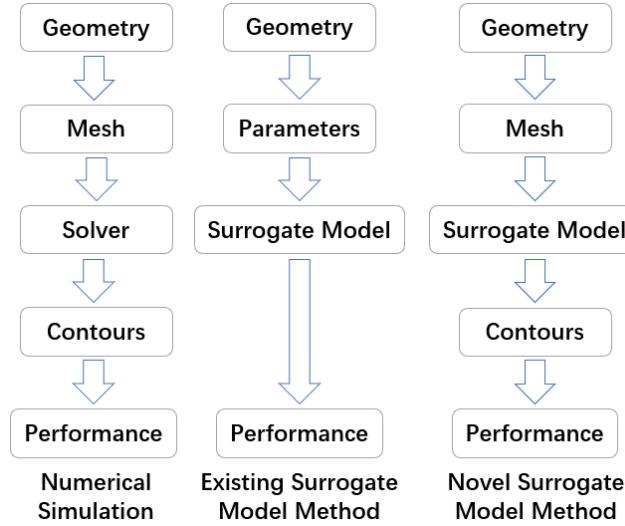 Geometry
Mesh
Solver
Contours
Performance
Numerical
Simulation
Geometry
Parameters
Surrogate Model
Performance
Existing Surrogate
Model Method
Geometry
Mesh
Surrogate Model
Contours
Performance
Novel Surrogate
Model Method